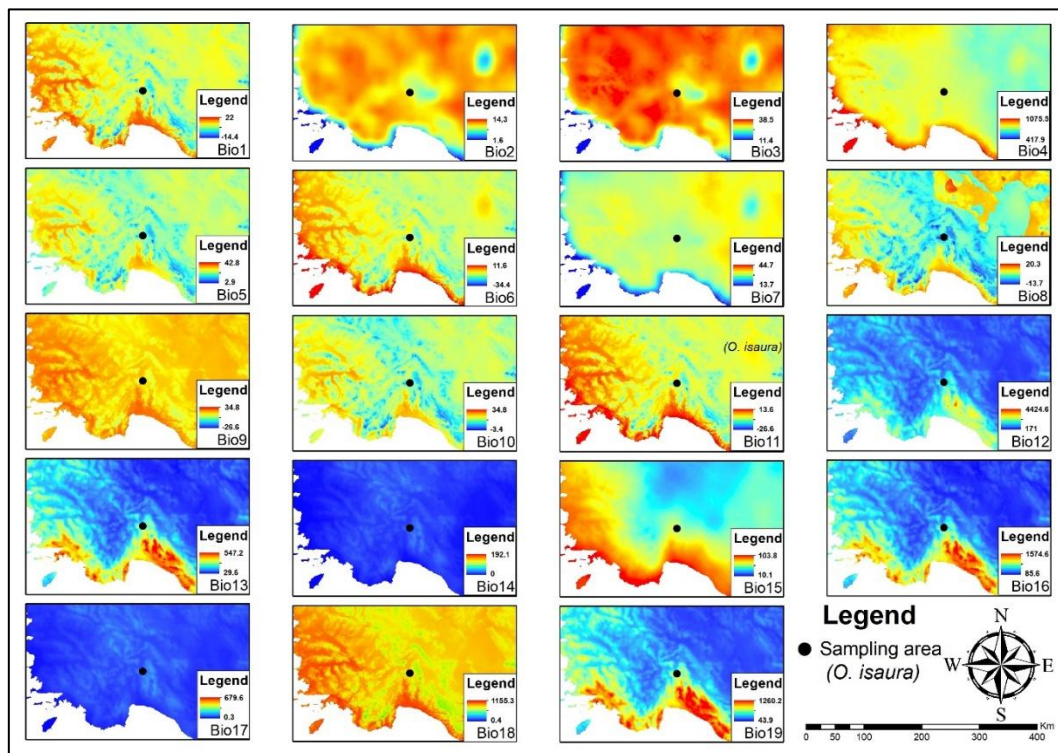 Legend
22
-14.4
Bio1
Legend
14,3
1.6
Bio2
Legend
38.5
11.4
Bio3
Legend
1075.5
417.9
Bio4
Legend
42.8
2.9
Bio5
Legend
11.6
-34.4
Bio6
Legend
44.7
13.7
Bio7
Legend
20.3
-13.7
Bio8
Legend
34.8
-26.6
Bio9
Legend
34.8
-3.4
Bio10
(O. isaura)
Legend
13.6
-26.6
Bio11
Legend
4424.6
171
Bio12
Legend
547.2
29.6
Bio13
Legend
192.1
0
Bio14
Legend
103.8
10.1
Bio15
Legend
1574.6
85.6
Bio16
Legend
679.6
0.3
Bio17
Legend
1155.3
0.4
Bio18
Legend
1260.2
43.9
Bio19
Legend
Sampling area
(O. isaura)
N
W E
S
Km
0 50 100 200 300 400